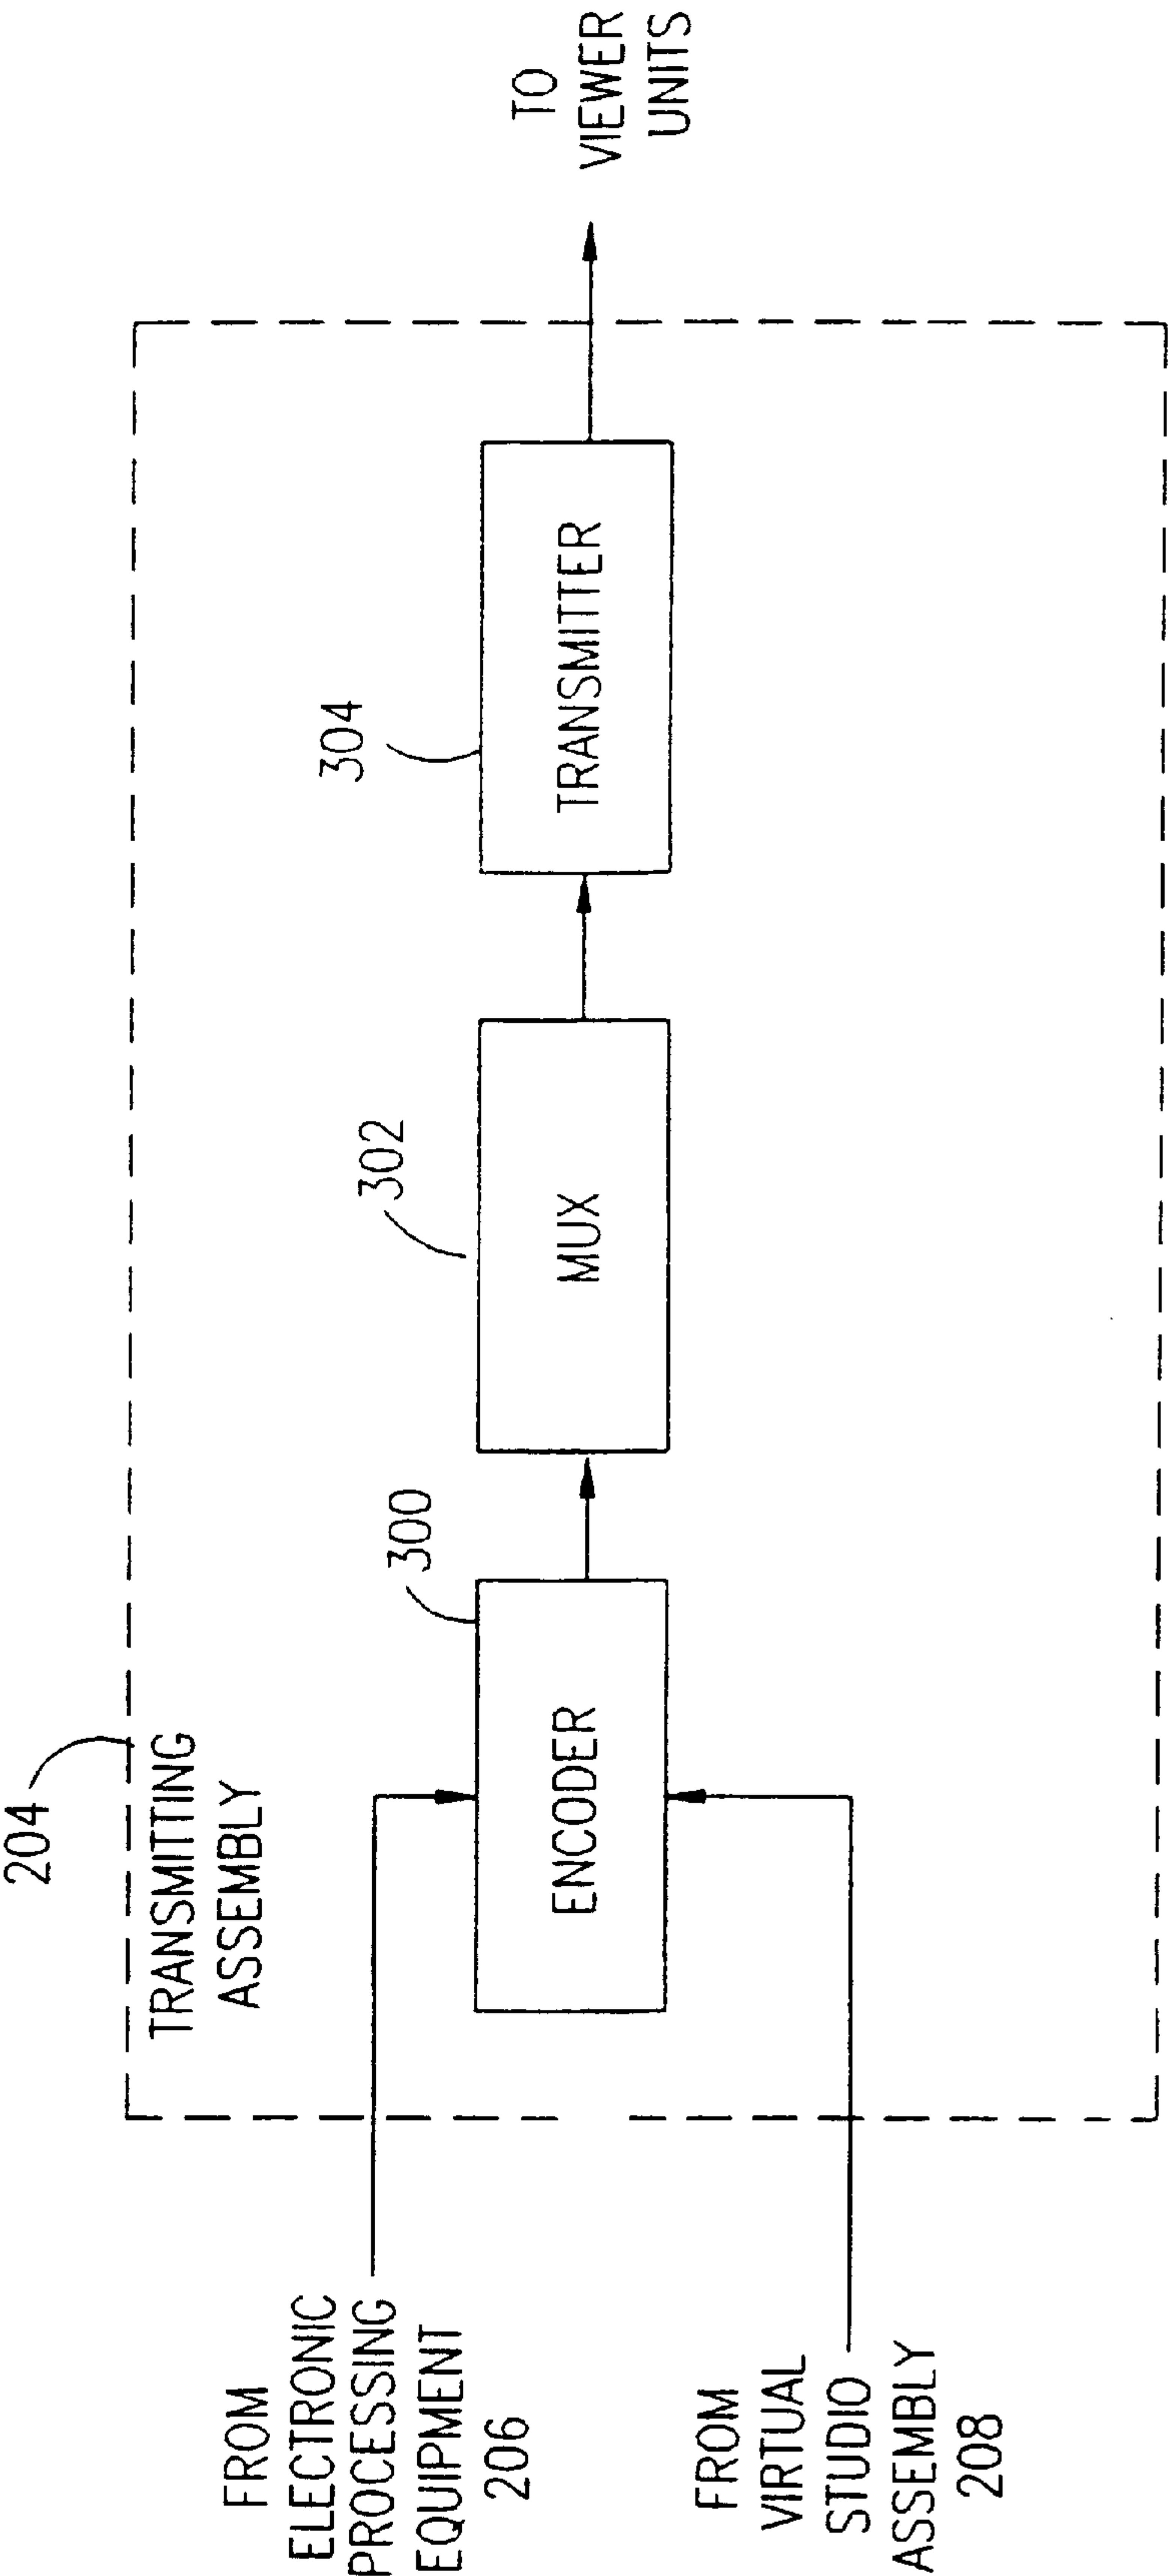 204
TRANSMITTING
ASSEMBLY
FROM
ELECTRONIC
PROCESSING
EQUIPMENT
206
FROM
VIRTUAL
STUDIO
ASSEMBLY
208
300
ENCODER
302
MUX
304
TRANSMITTER
TO
VIEWER
UNITS